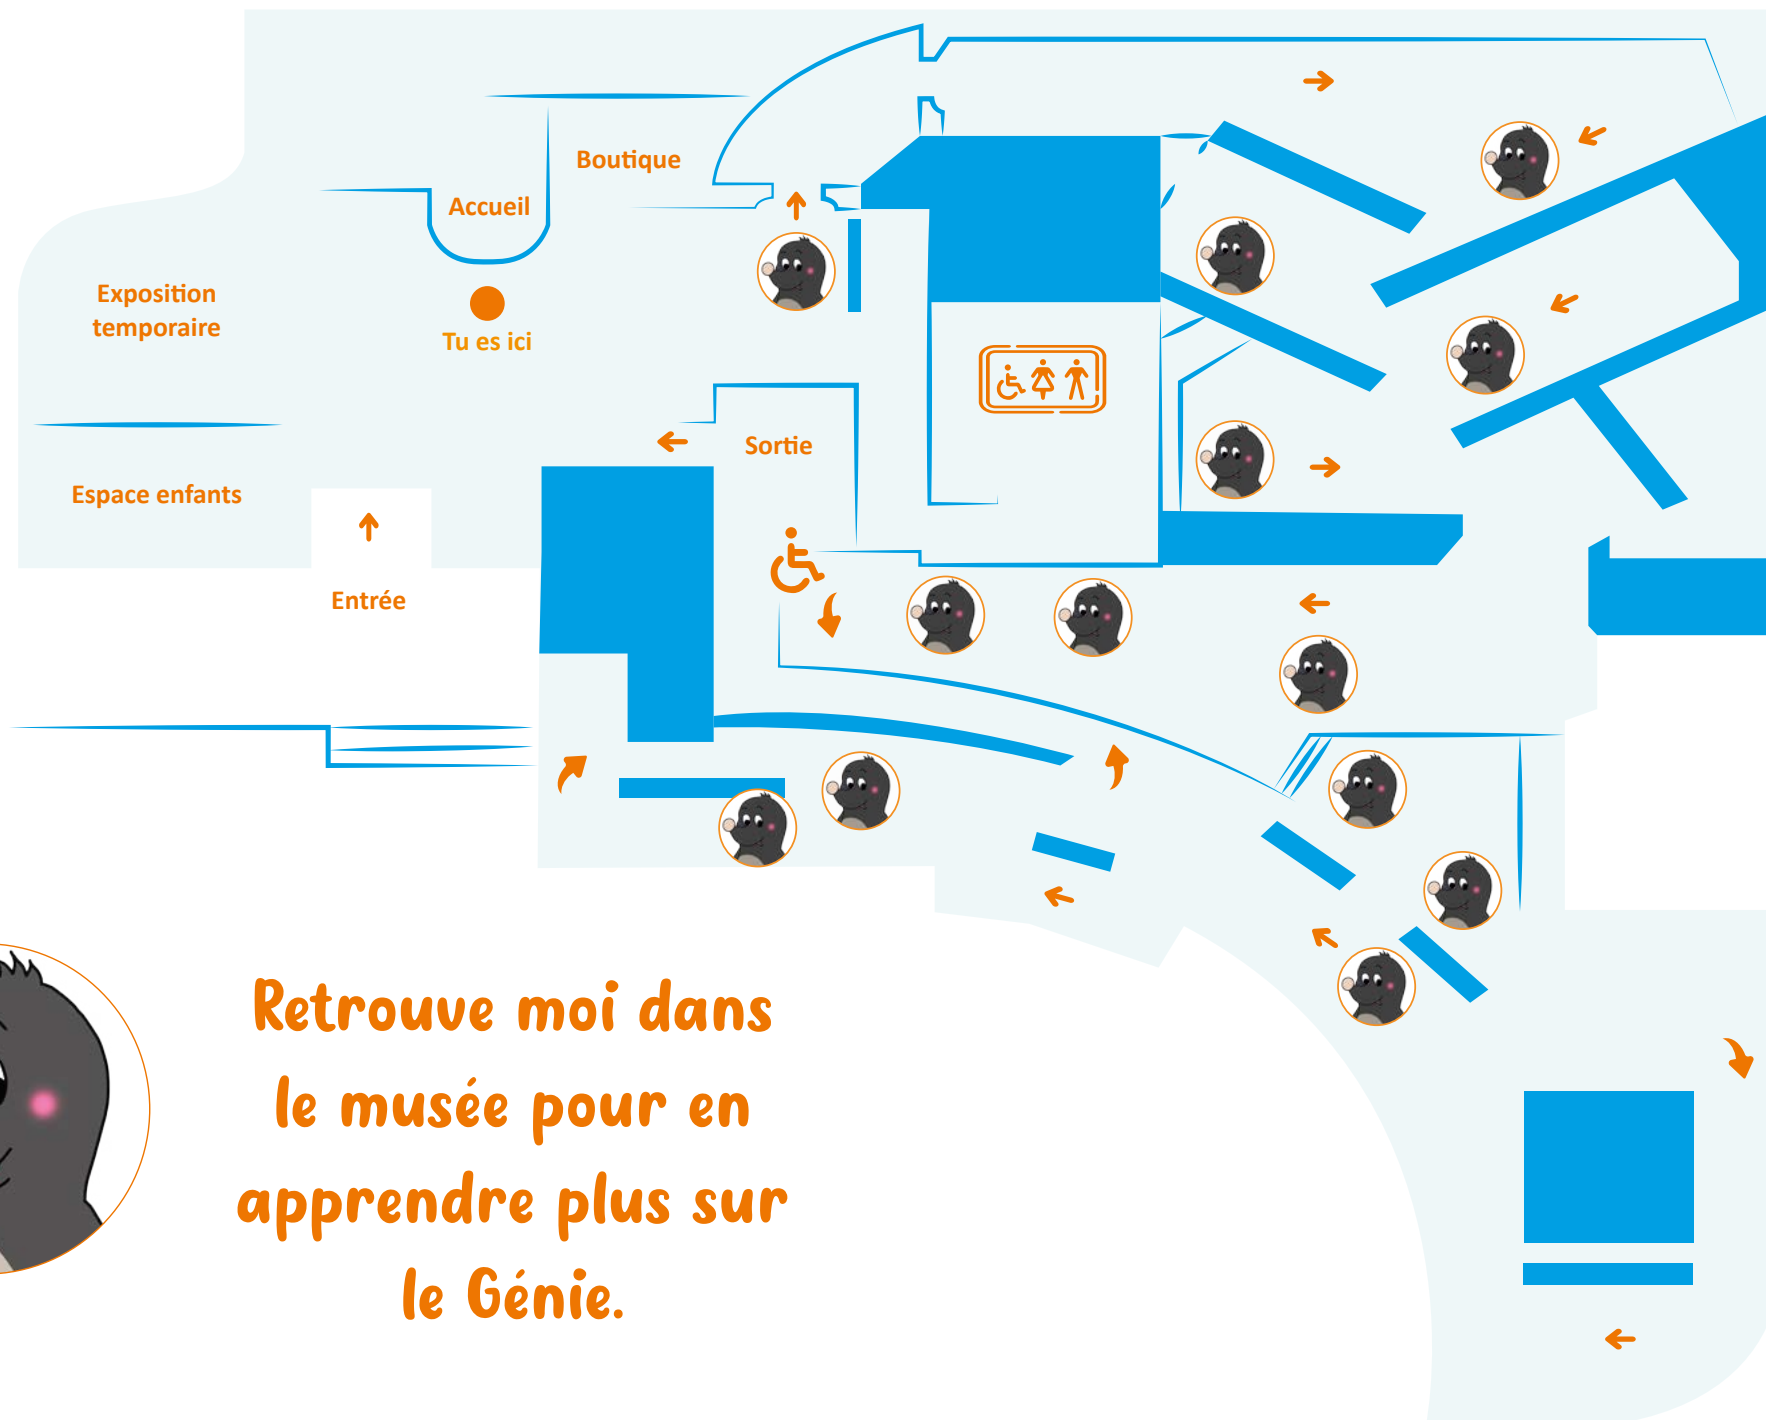 Boutique
Accueil
Exposition
temporaire
Tu es ici
Sortie
Espace enfants
Entrée
Retrouve moi dans
le musée pour en
apprendre plus sur
le Génie.